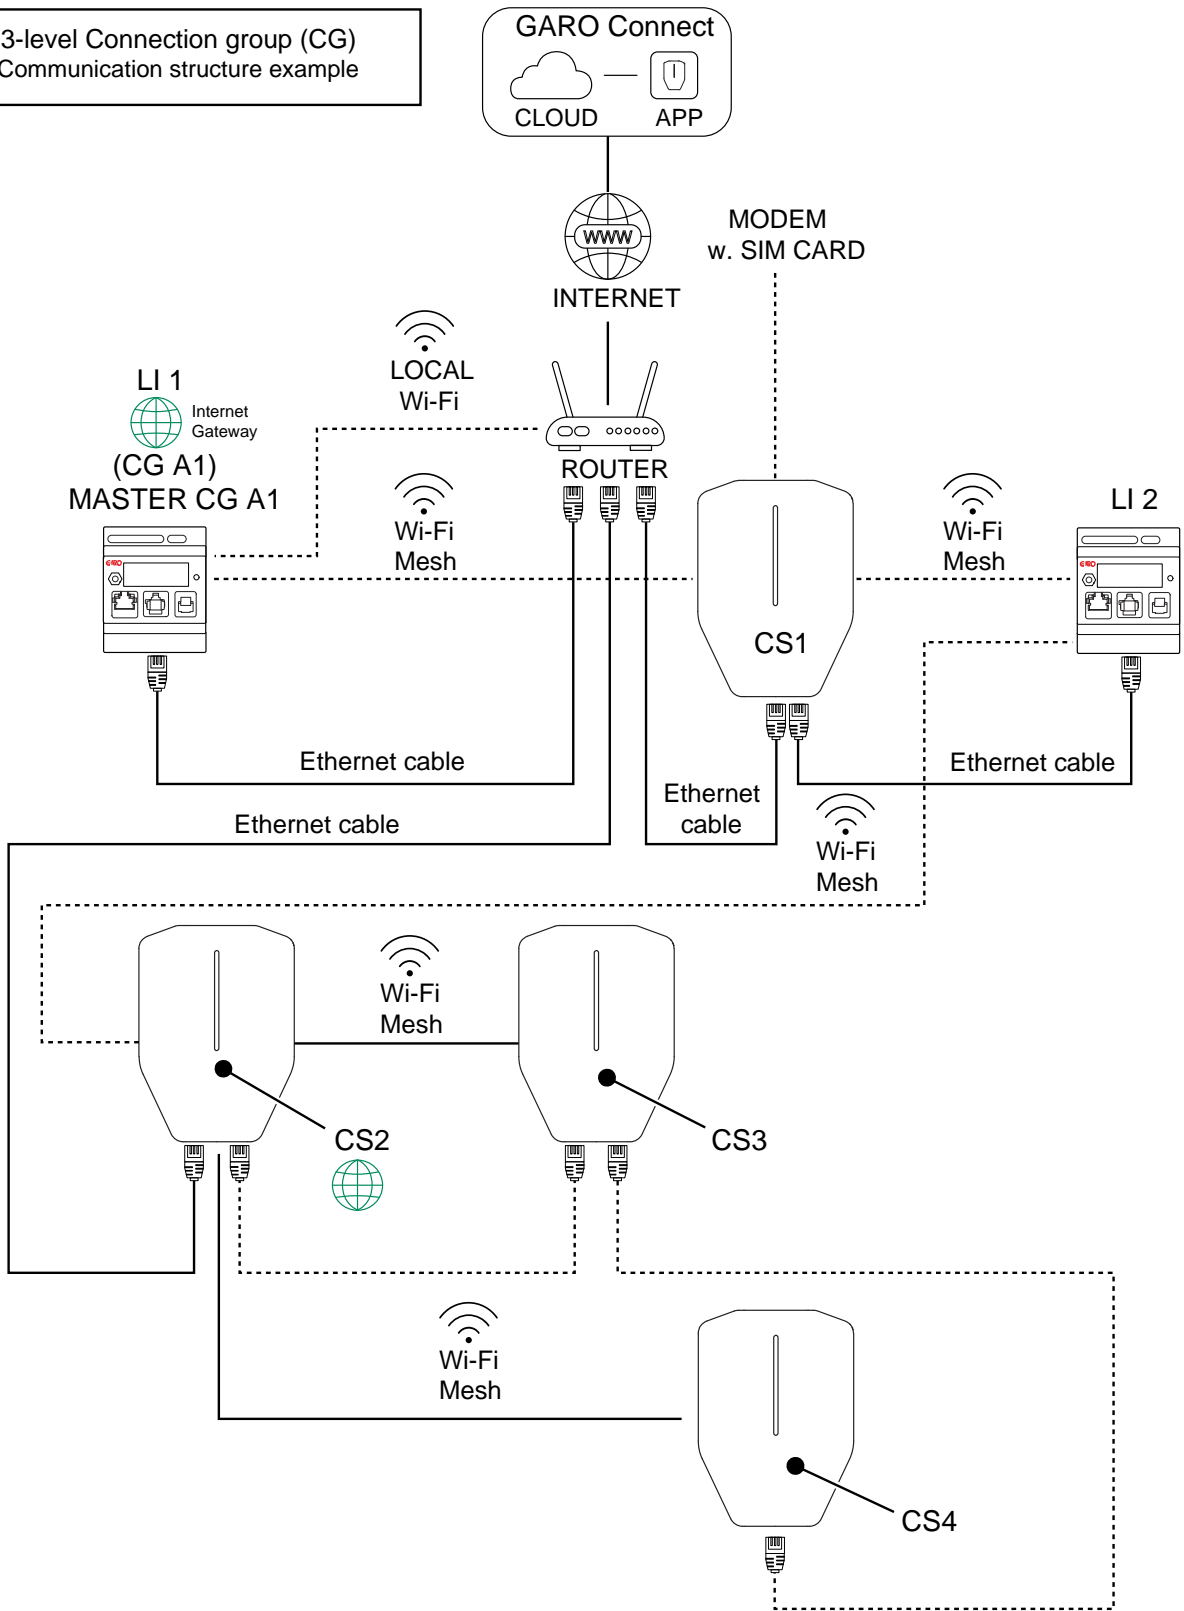 3-level Connection group (CG)
Communication structure example
GARO Connect
CLOUD
APP
WWW
INTERNET
MODEM
w. SIM CARD
LOCAL
Wi-Fi
LI 1
Internet
Gateway
(CG A1)
MASTER CG A1
ROUTER
Wi-Fi
Mesh
Wi-Fi
Mesh
LI 2
GARO
GARO
CS1
Ethernet cable
Ethernet cable
Ethernet
cable
Ethernet cable
Wi-Fi
Mesh
Wi-Fi
Mesh
CS2
CS3
Wi-Fi
Mesh
CS4